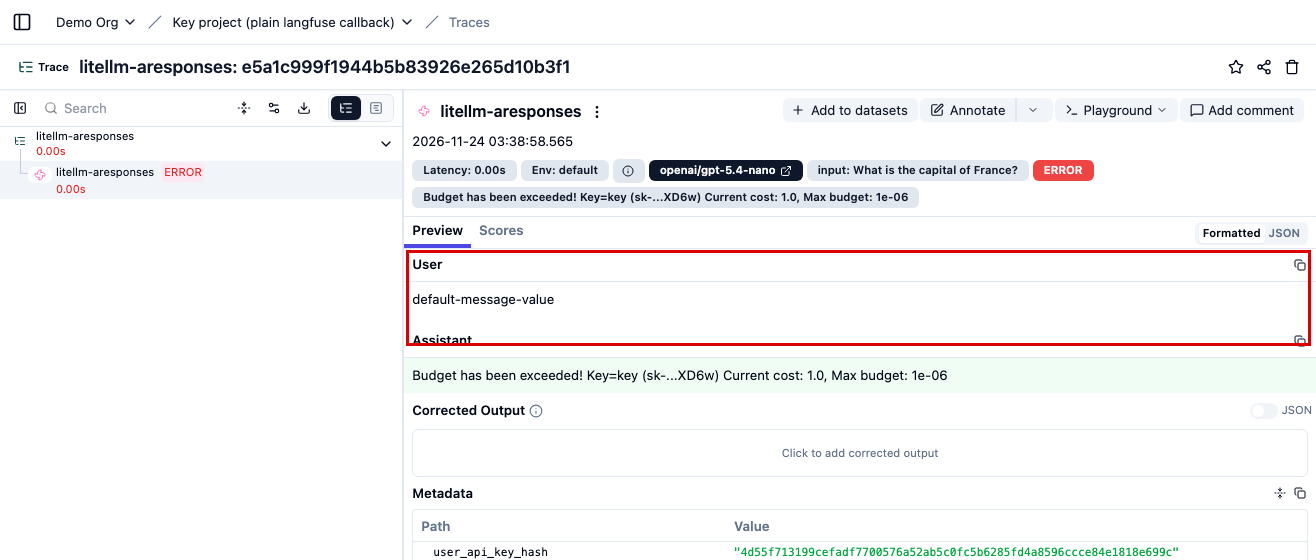 Demo Org / Key project (plain langfuse callback) / Traces
Trace litellm-aresponses: e5a1c999f1944b5b83926e265d10b3f1
Search
litellm-aresponses
0.00s
litellm-aresponses ERROR
0.00s
litellm-aresponses
Add to datasets
Annotate
Playground
Add comment
2026-11-24 03:38:58.565
Latency: 0.00s
Env: default
openai/gpt-5.4-nano
input: What is the capital of France?
ERROR
Budget has been exceeded! Key=key (sk-...XD6w) Current cost: 1.0, Max budget: 1e-06
Preview Scores
Formatted JSON
User
default-message-value
Assistant
Budget has been exceeded! Key=key (sk-...XD6w) Current cost: 1.0, Max budget: 1e-06
Corrected Output
JSON
Click to add corrected output
Metadata
Path Value
user_api_key_hash "4d55f713199cefadf7700576a52ab5c0fc5b6285fd4a8596ccce84e1818e699c"